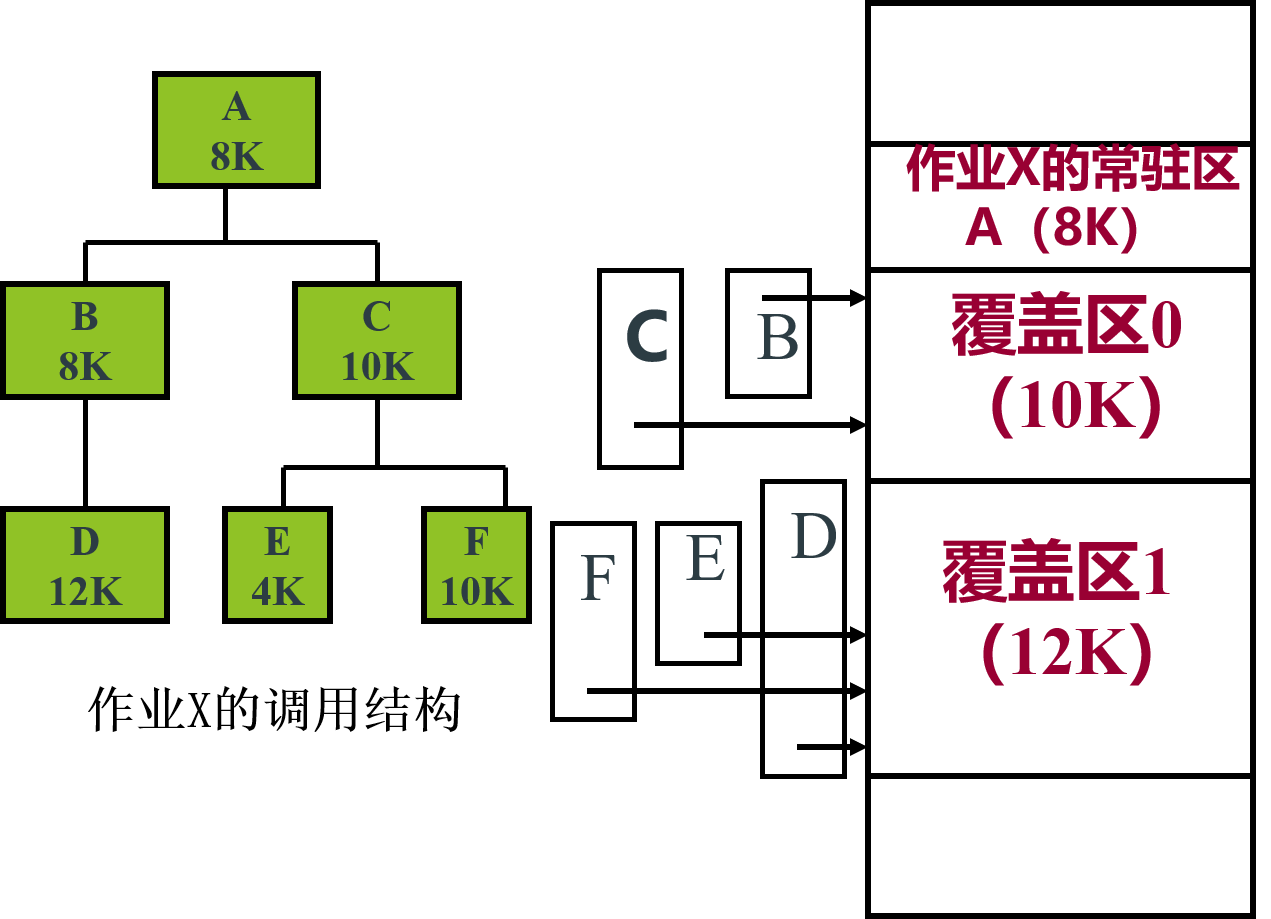 A
8K
B
8K
C
10K
D
12K
E
4K
F
10K
作业X的调用结构
C
B
F
E
D
作业X的常驻区
A（8K）
覆盖区0
（10K）
覆盖区1
（12K）